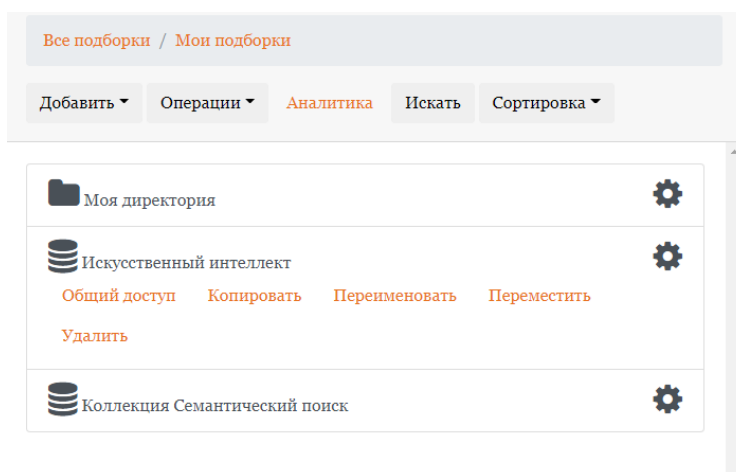 Все подборки / Мои подборки
Добавить Операции Аналитика Искать Сортировка
Моя директория
Искусственный интеллект
Общий доступ Копировать Переименовать Переместить
Удалить
Коллекция Семантический поиск